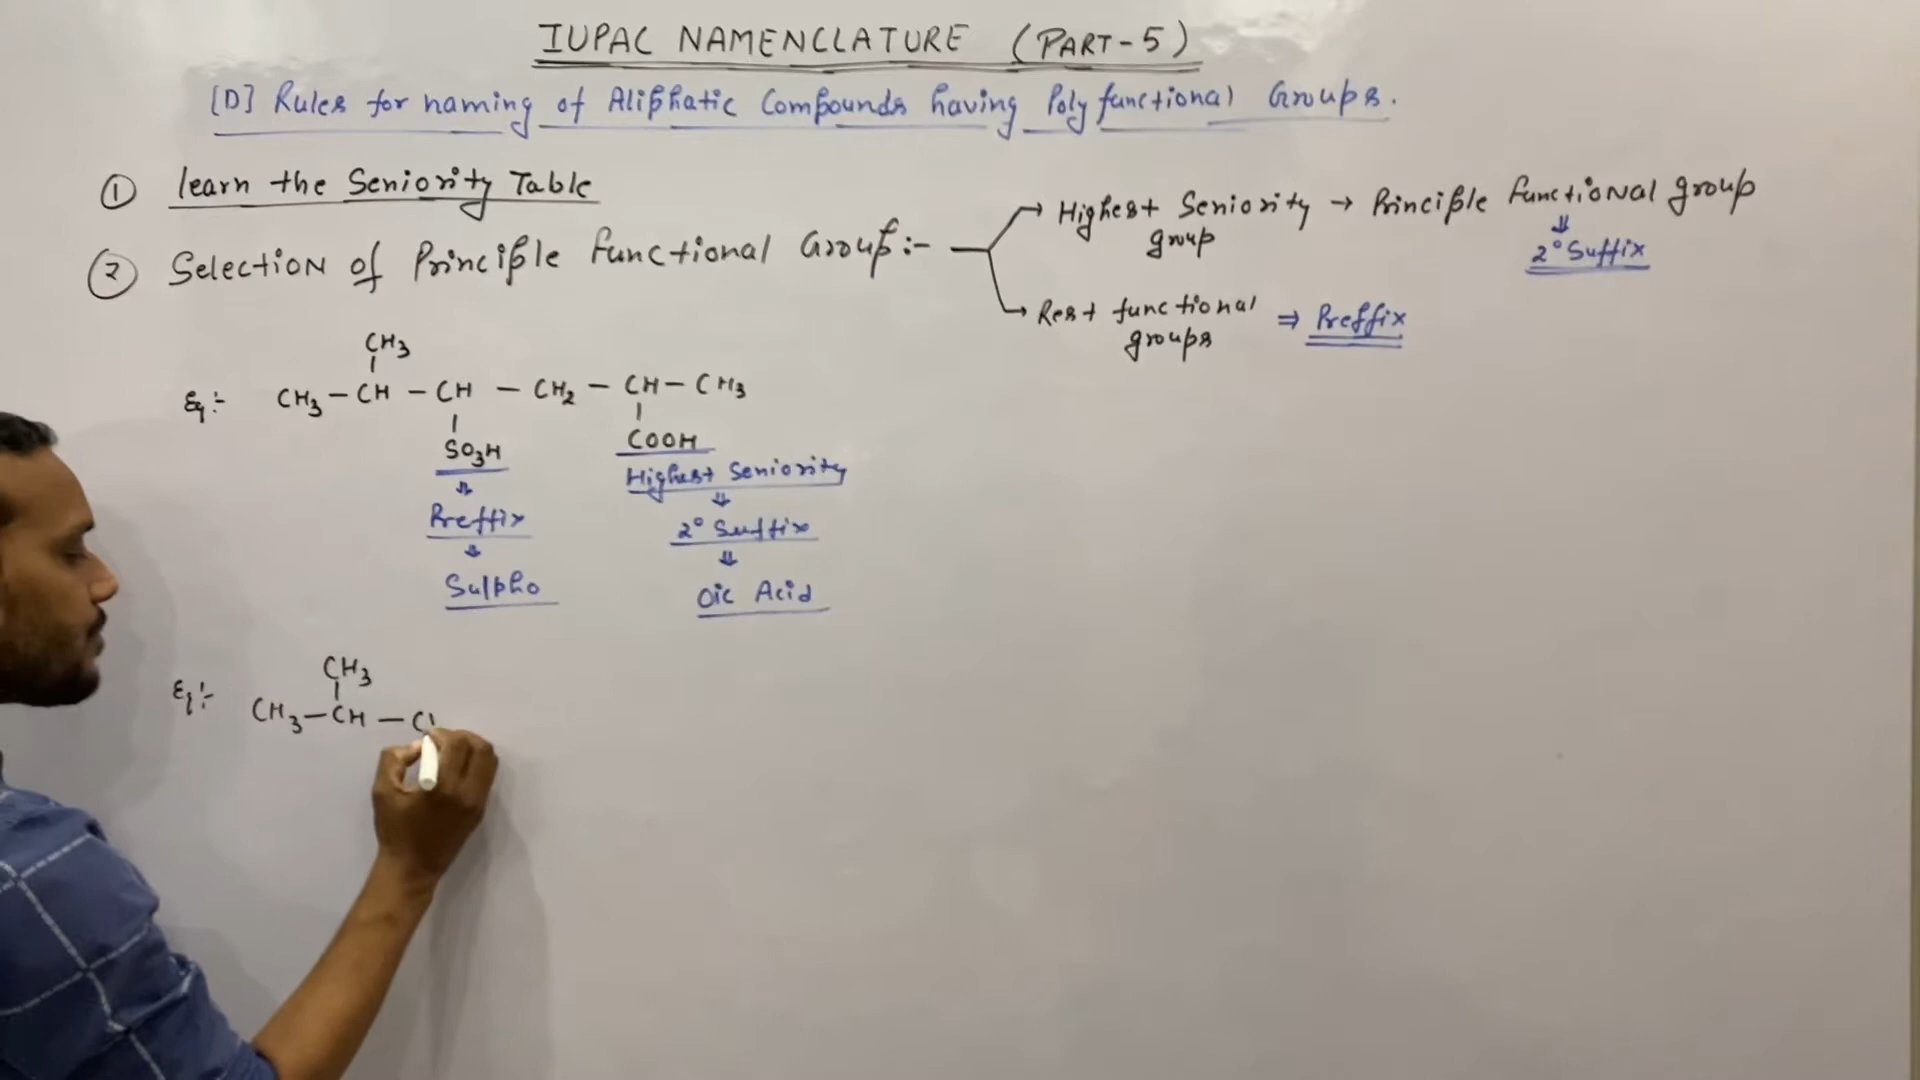 IUPAC NAMENCLATURE (PART-5)
[D] Rules for naming of Aliphatic Compounds having Polyfunctional Groups.
① learn the Seniority Table
② Selection of Principle functional Group:-
→ Highest Seniority group → Principle functional group
⇓
2° Suffix
→ Rest functional groups ⇒ Preffix
CH3
Eg:- CH3 – CH – CH – CH2 – CH – CH3
SO3H
COOH
⇓
Preffix
⇓
Sulpho
Highest Seniority
⇓
2° Suffix
⇓
Oic Acid
CH3
Eg:- CH3 – CH –